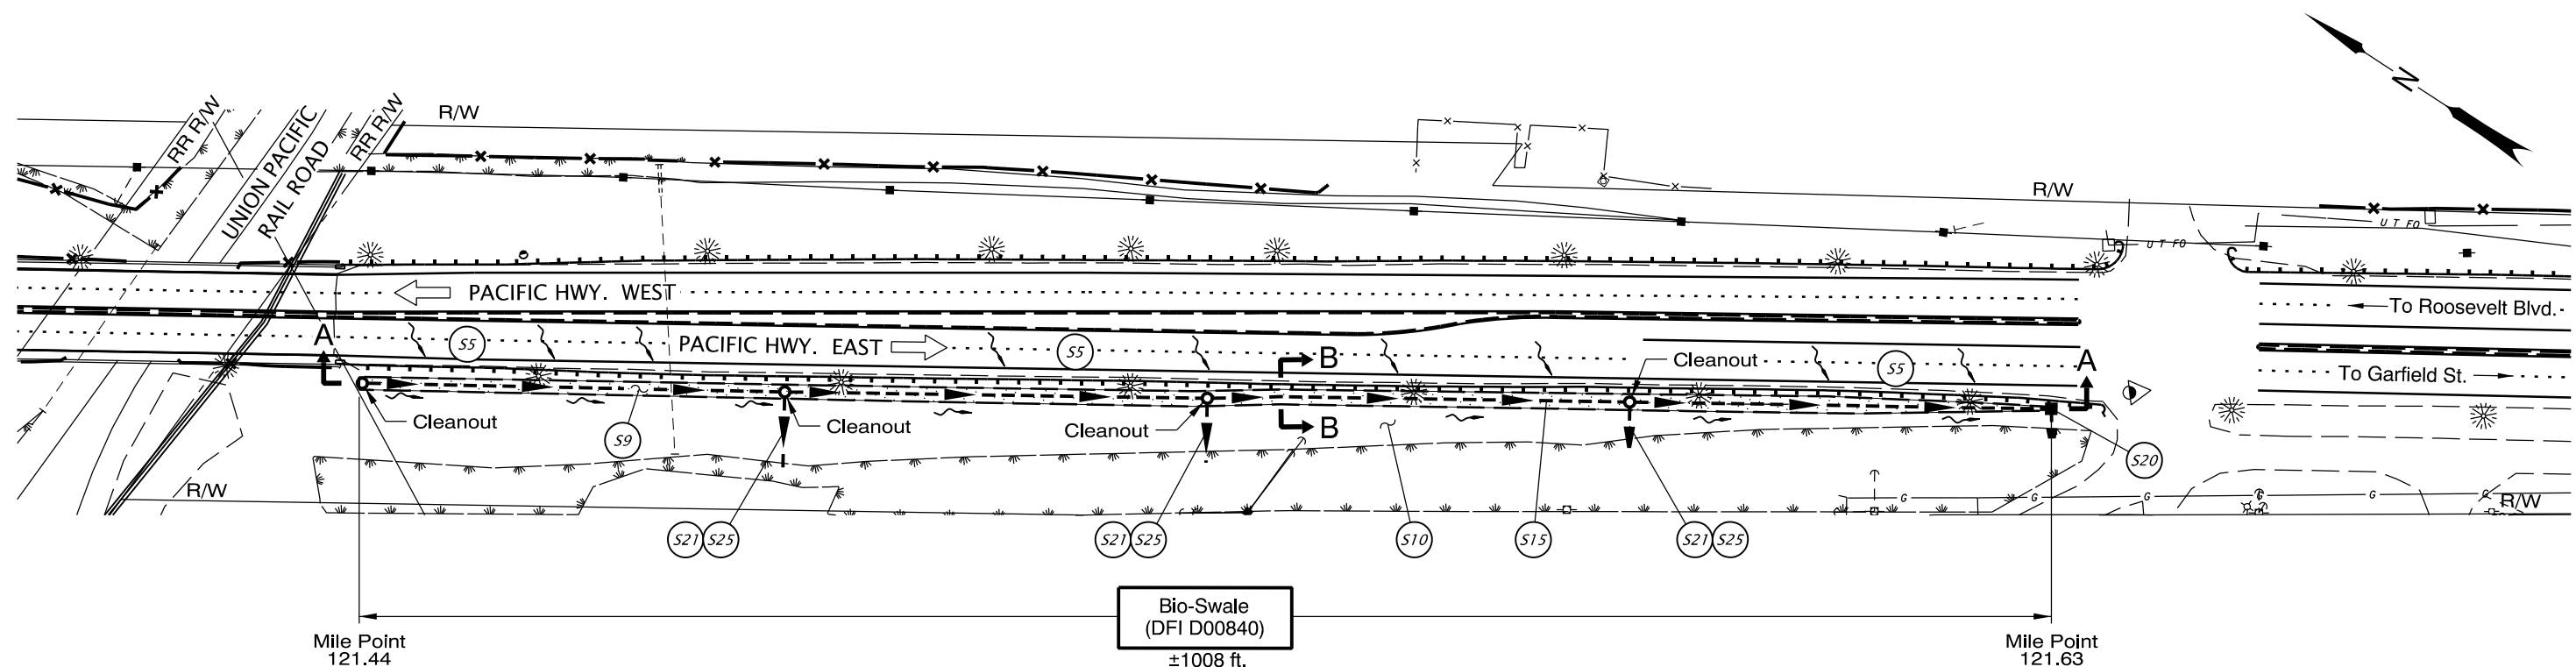 N
R/W
RR R/W
UNION PACIFIC
RAIL ROAD
RR R/W
R/W
U T FO
U T FO
PACIFIC HWY. WEST
To Roosevelt Blvd.
A
S5
PACIFIC HWY. EAST
S5
B
Cleanout
S5
A
To Garfield St.
Cleanout
S9
Cleanout
Cleanout
B
S20
R/W
G
G
G
G
G
G
R/W
S21 S25
S21 S25
S10
S15
S21 S25
Bio-Swale
(DFI D00840)
±1008 ft.
Mile Point
121.44
Mile Point
121.63